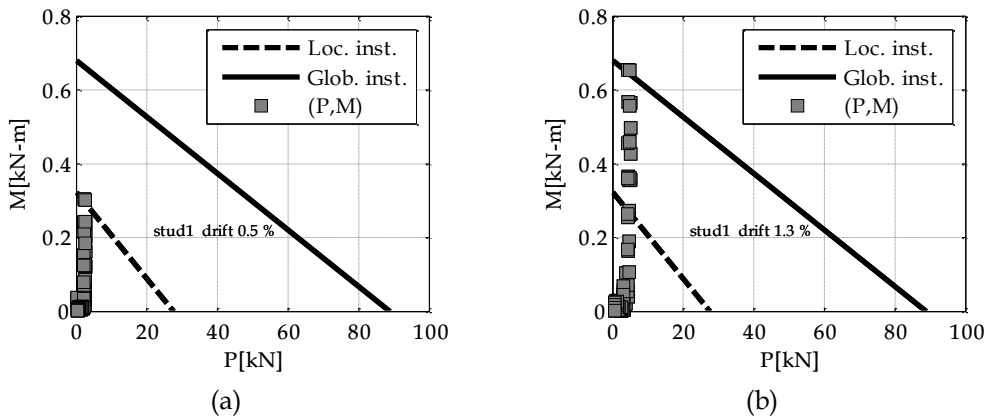 0.8
0.6
0.4
0.2
0
M[kN-m]
Loc. inst.
Glob. inst.
(P,M)
stud1 drift 0.5 %
0 20 40 60 80 100
P[kN]
(a)
0.8
0.6
0.4
0.2
0
M[kN-m]
Loc. inst.
Glob. inst.
(P,M)
stud1 drift 1.3 %
0 20 40 60 80 100
P[kN]
(b)